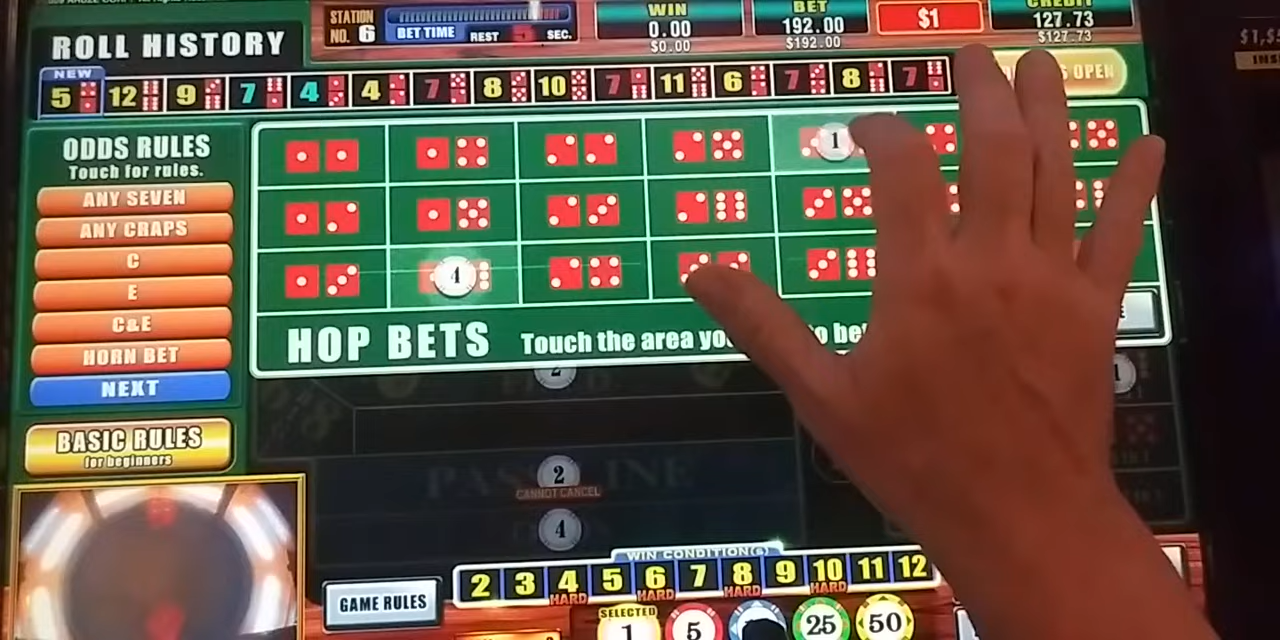 ROLL HISTORY
STATION NO. 6
BET TIME REST SEC.
WIN
0.00
$0.00
BET
192.00
$192.00
$1
CREDIT
127.73
$127.73
NEW
5 12 9 7 4 4 7 8 10 7 11 6 7 8 7
OPEN
ODDS RULES
Touch for rules.
ANY SEVEN
ANY CRAPS
C
E
C&E
HORN BET
NEXT
BASIC RULES
for beginners
1
4
HOP BETS Touch the area
2
PASS LINE
2
CANNOT CANCEL
4
1
WIN CONDITION(S)
2 3 4 5 6 7 8 9 10 11 12
HARD HARD HARD HARD
GAME RULES
SELECTED
1 5 25 50